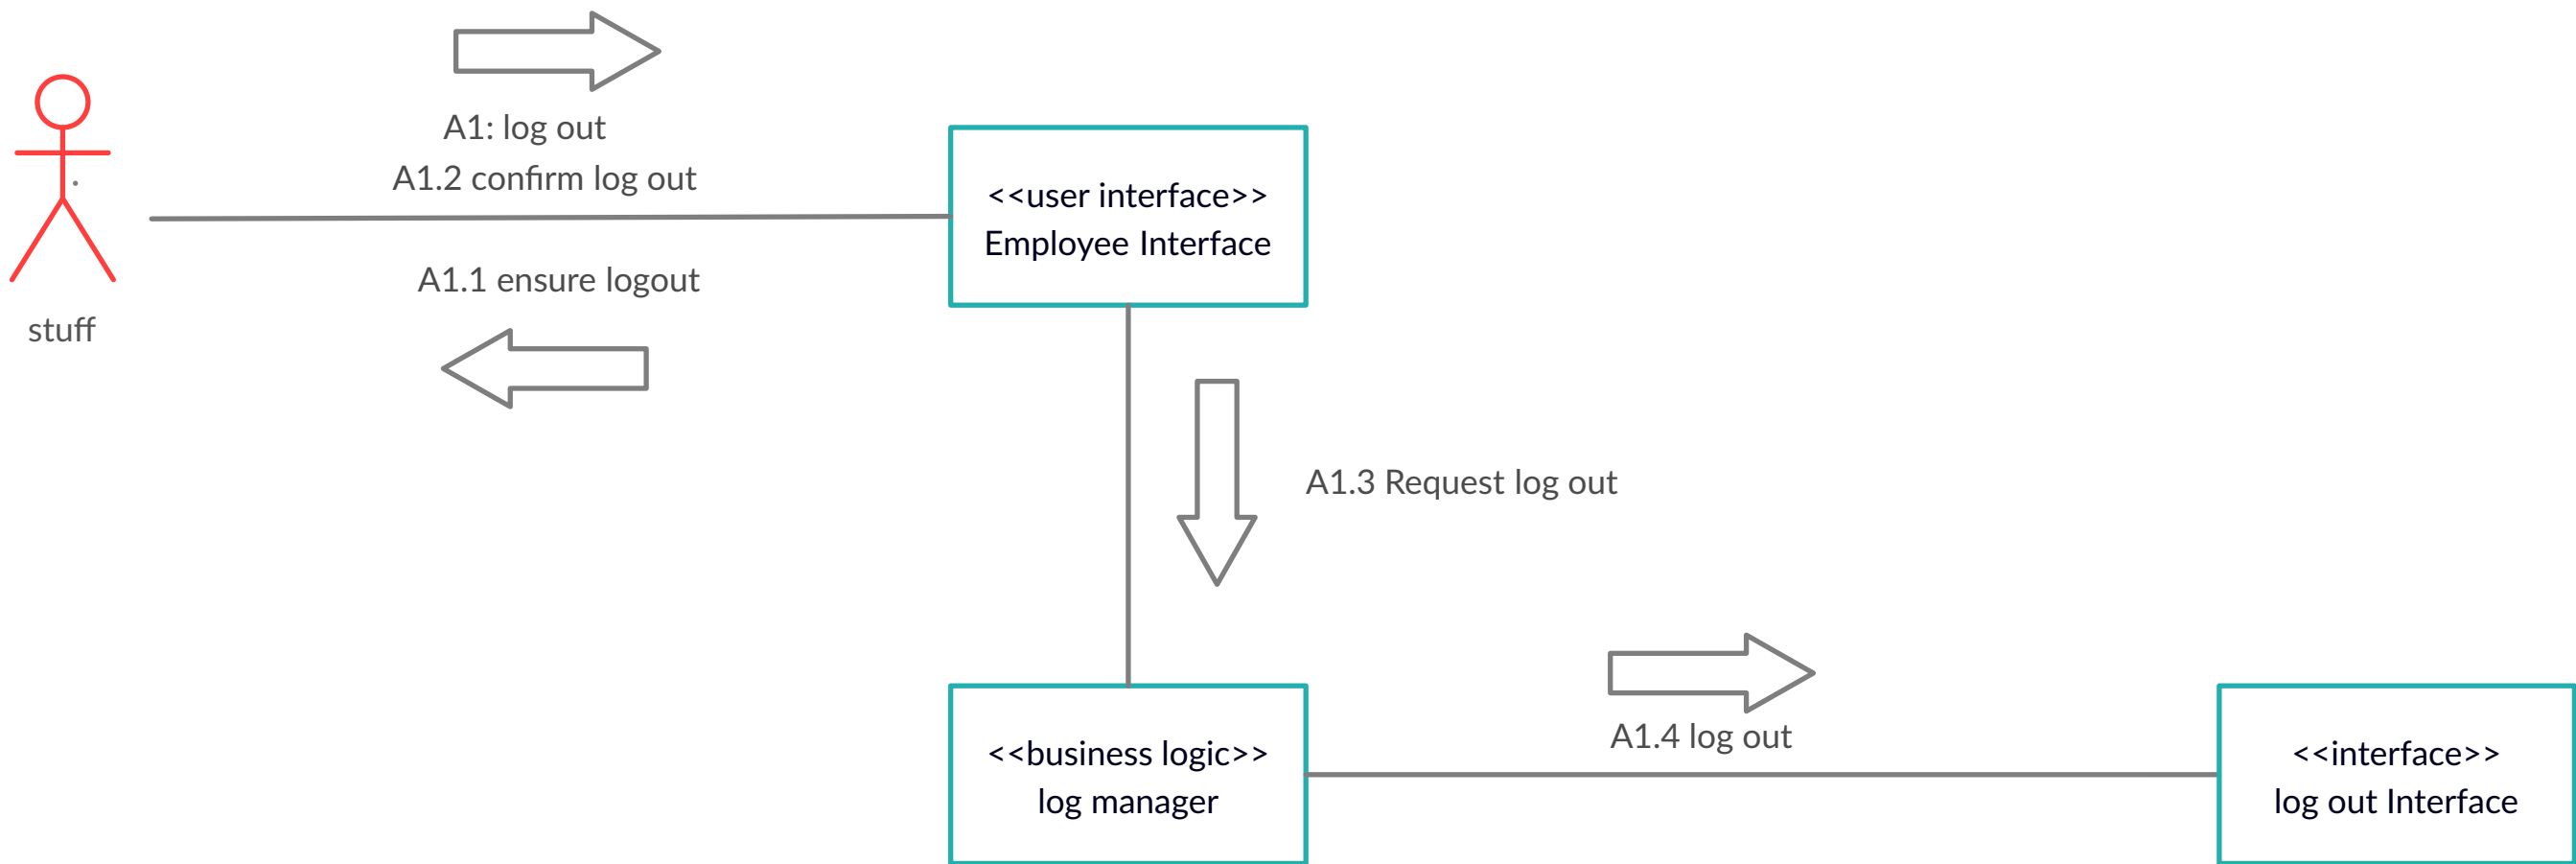 A1: log out
A1.2 confirm log out
<<user interface>>
Employee Interface
A1.1 ensure logout
stuff
A1.3 Request log out
A1.4 log out
<<business logic>>
log manager
<<interface>>
log out Interface